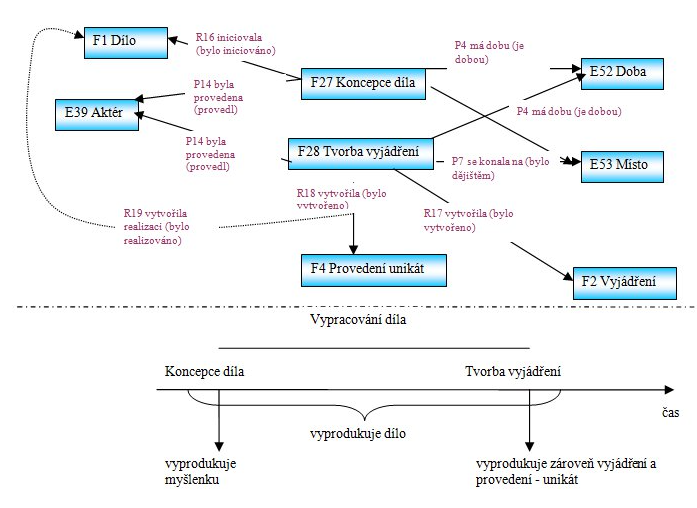 F1 Dílo
R16 iniciovala
(bylo iniciováno)
P4 má dobu (je
dobou)
E52 Doba
F27 Koncepce díla
P14 byla
provedena
(provedl)
E39 Aktér
P4 má dobu (je dobou)
P14 byla
provedena
(provedl)
F28 Tvorba vyjádření
P7 se konala na (bylo
dějištěm)
E53 Místo
R18 vytvořila (bylo
vytvořeno)
R19 vytvořila
realizaci (bylo
realizováno)
R17 vytvořila (bylo
vytvořeno)
F4 Provedení unikát
F2 Vyjádření
Vypracování díla
Koncepce díla
Tvorba vyjádření
čas
vyprodukuje dílo
vyprodukuje
myšlenku
vyprodukuje zároveň vyjádření a
provedení - unikát